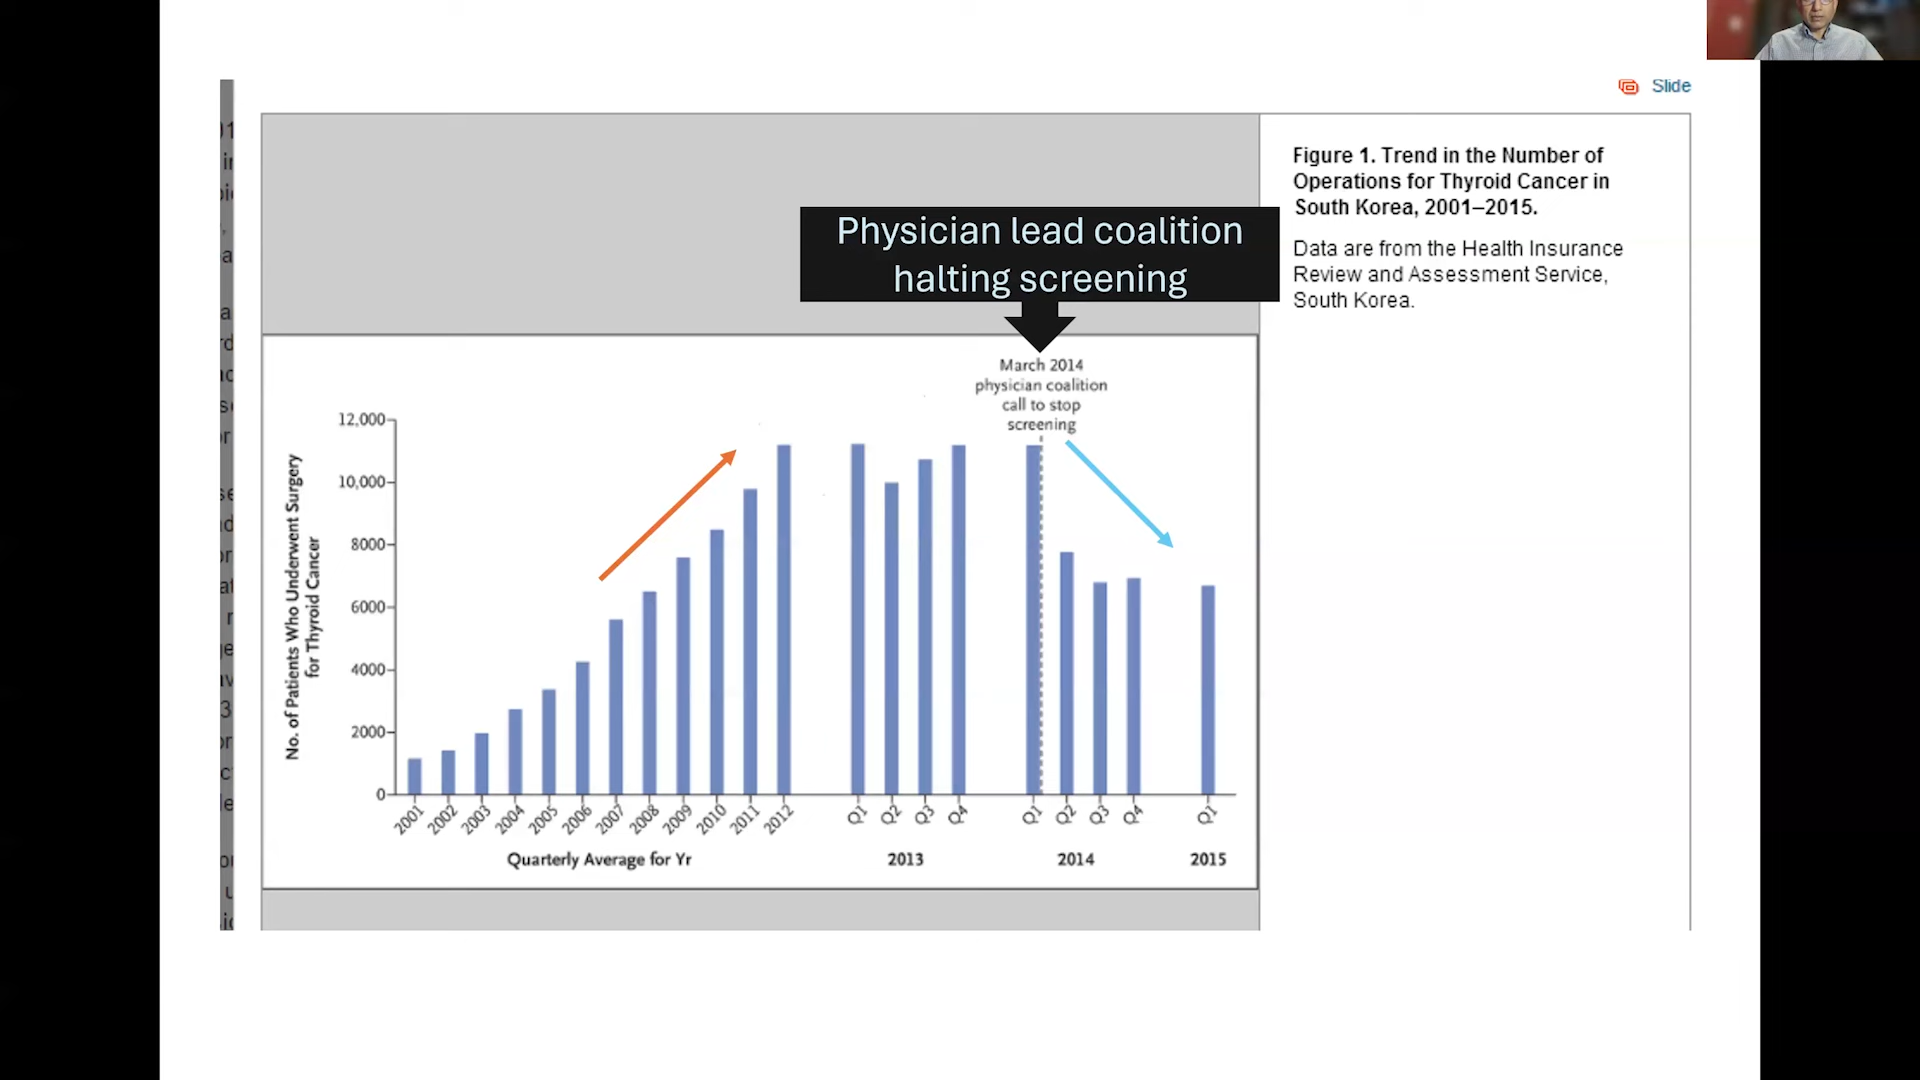 Slide
Figure 1. Trend in the Number of
Operations for Thyroid Cancer in
South Korea, 2001–2015.
Data are from the Health Insurance
Review and Assessment Service,
South Korea.
Physician lead coalition
halting screening
March 2014
physician coalition
call to stop
screening
No. of Patients Who Underwent Surgery
for Thyroid Cancer
12,000
10,000
8000
6000
4000
2000
0
2001 2002 2003 2004 2005 2006 2007 2008 2009 2010 2011 2012 Q1 Q2 Q3 Q4 Q1 Q2 Q3 Q4 Q1
Quarterly Average for Yr 2013 2014 2015